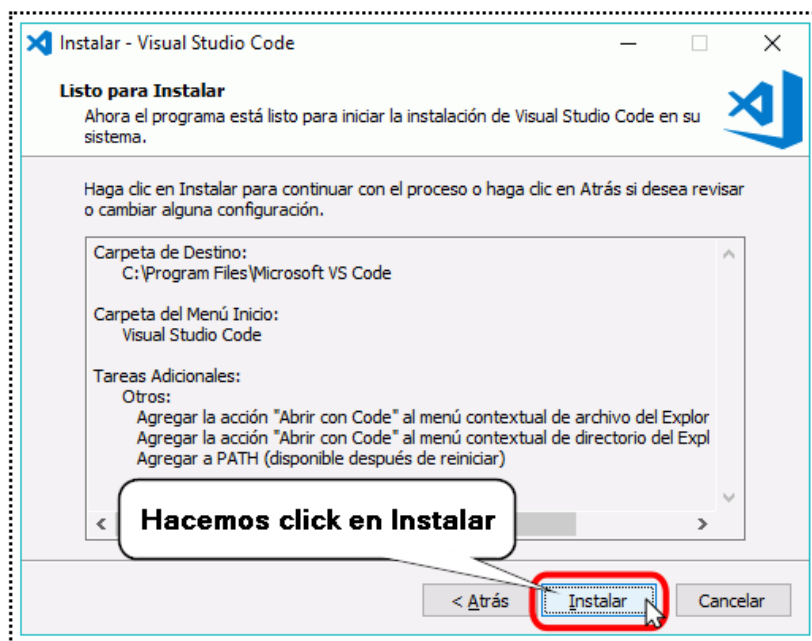 Instalar - Visual Studio Code
Listo para Instalar
Ahora el programa está listo para iniciar la instalación de Visual Studio Code en su
sistema.
Haga clic en Instalar para continuar con el proceso o haga clic en Atrás si desea revisar
o cambiar alguna configuración.
Carpeta de Destino:
C:\Program Files\Microsoft VS Code
Carpeta del Menú Inicio:
Visual Studio Code
Tareas Adicionales:
Otros:
Agregar la acción "Abrir con Code" al menú contextual de archivo del Explor
Agregar la acción "Abrir con Code" al menú contextual de directorio del Expl
Agregar a PATH (disponible después de reiniciar)
Hacemos click en Instalar
< Atrás Instalar Cancelar